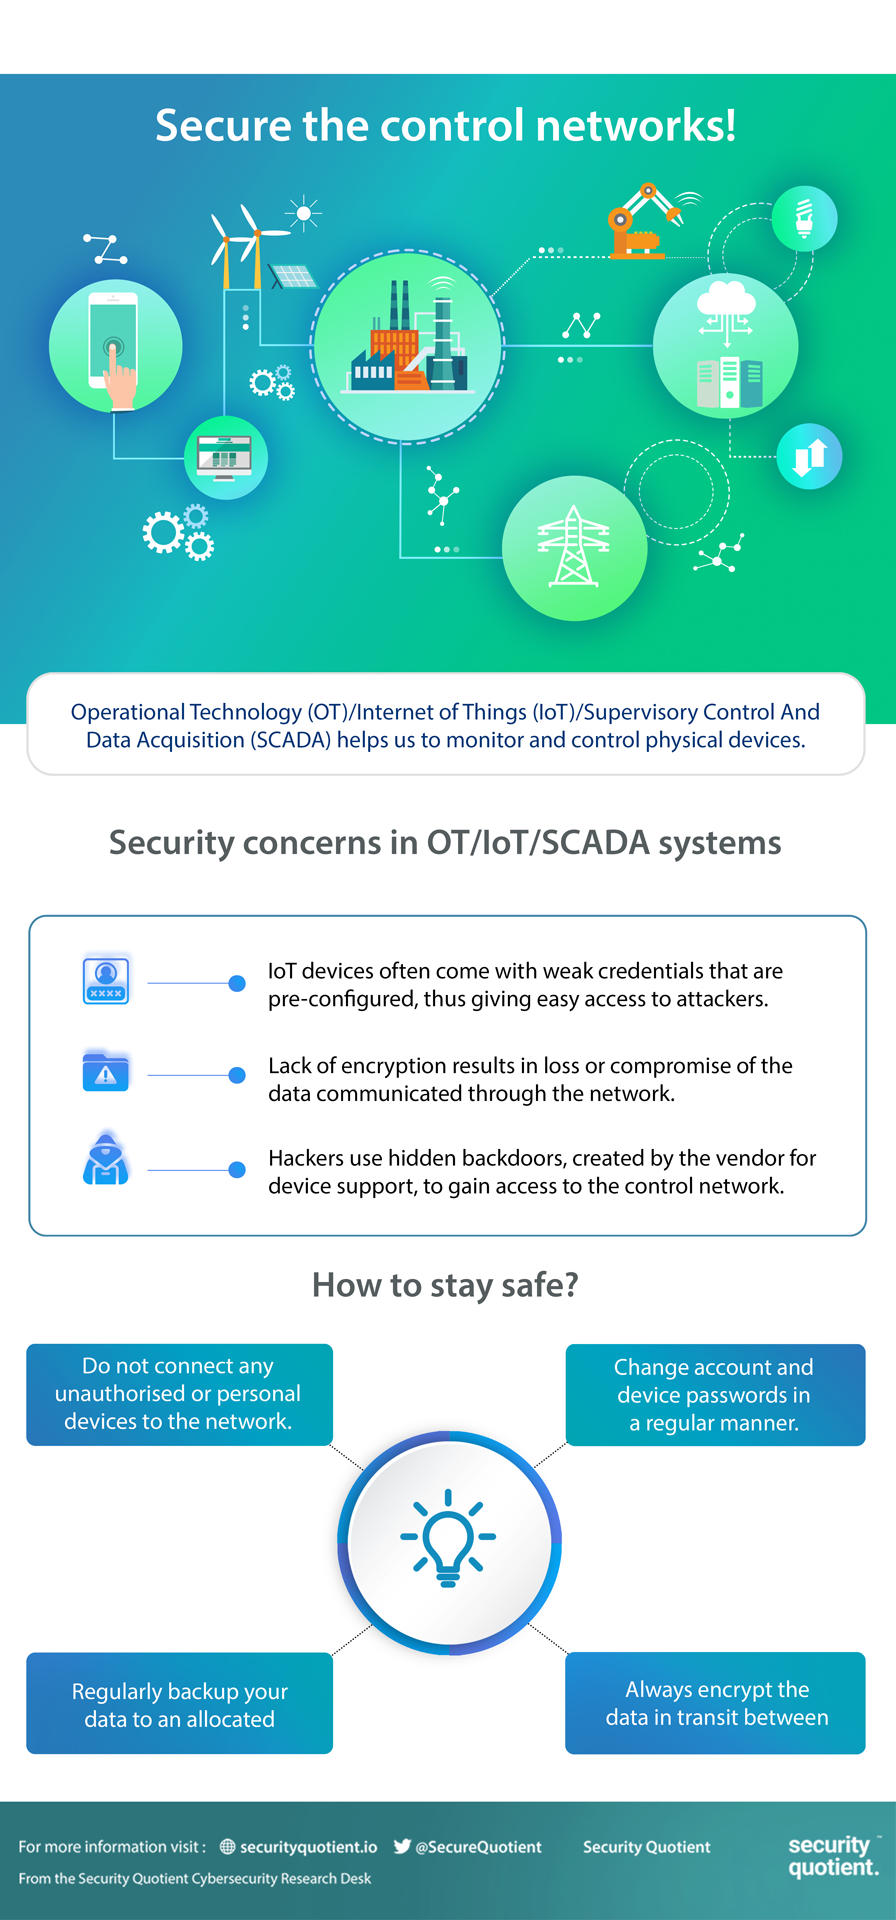 Secure the control networks!
Operational Technology (OT)/Internet of Things (IoT)/Supervisory Control And
Data Acquisition (SCADA) helps us to monitor and control physical devices.
Security concerns in OT/IoT/SCADA systems
IoT devices often come with weak credentials that are
pre-configured, thus giving easy access to attackers.
Lack of encryption results in loss or compromise of the
data communicated through the network.
Hackers use hidden backdoors, created by the vendor for
device support, to gain access to the control network.
How to stay safe?
Do not connect any
unauthorised or personal
devices to the network.
Change account and
device passwords in
a regular manner.
Regularly backup your
data to an allocated
Always encrypt the
data in transit between
For more information visit : securityquotient.io @SecureQuotient Security Quotient
From the Security Quotient Cybersecurity Research Desk
security
quotient.